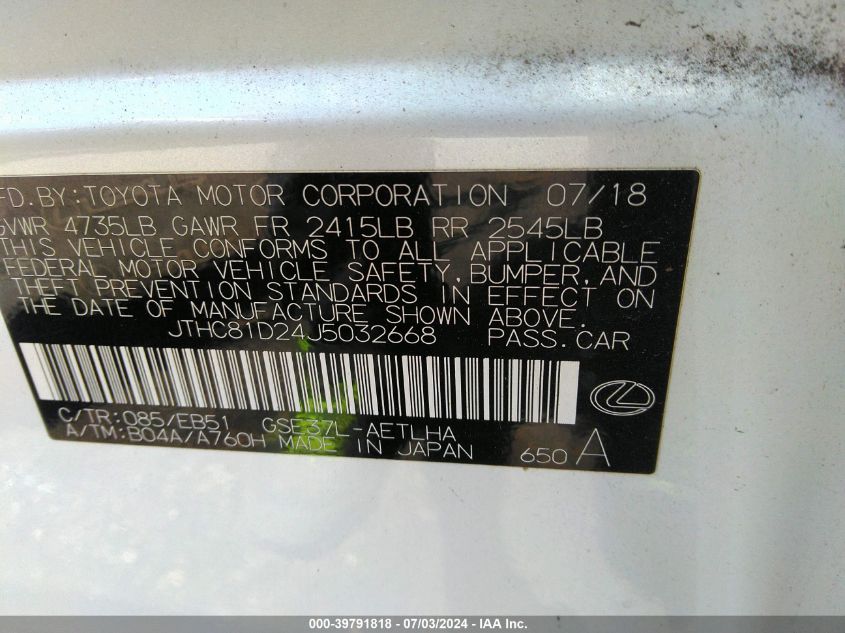 MFD.BY:TOYOTA MOTOR CORPORATION 07/18
GVWR 4735LB GAWR FR 2415LB RR 2545LB
THIS VEHICLE CONFORMS TO ALL APPLICABLE
FEDERAL MOTOR VEHICLE SAFETY, BUMPER, AND
THEFT PREVENTION STANDARDS IN EFFECT ON
THE DATE OF MANUFACTURE SHOWN ABOVE.
JTHC81D24J5032668 PASS.CAR
C/TR:085/EB51 GSE37L-AETLHA
A/TM:B04A/A760H MADE IN JAPAN 650 A
000-39791818 - 07/03/2024 - IAA Inc.